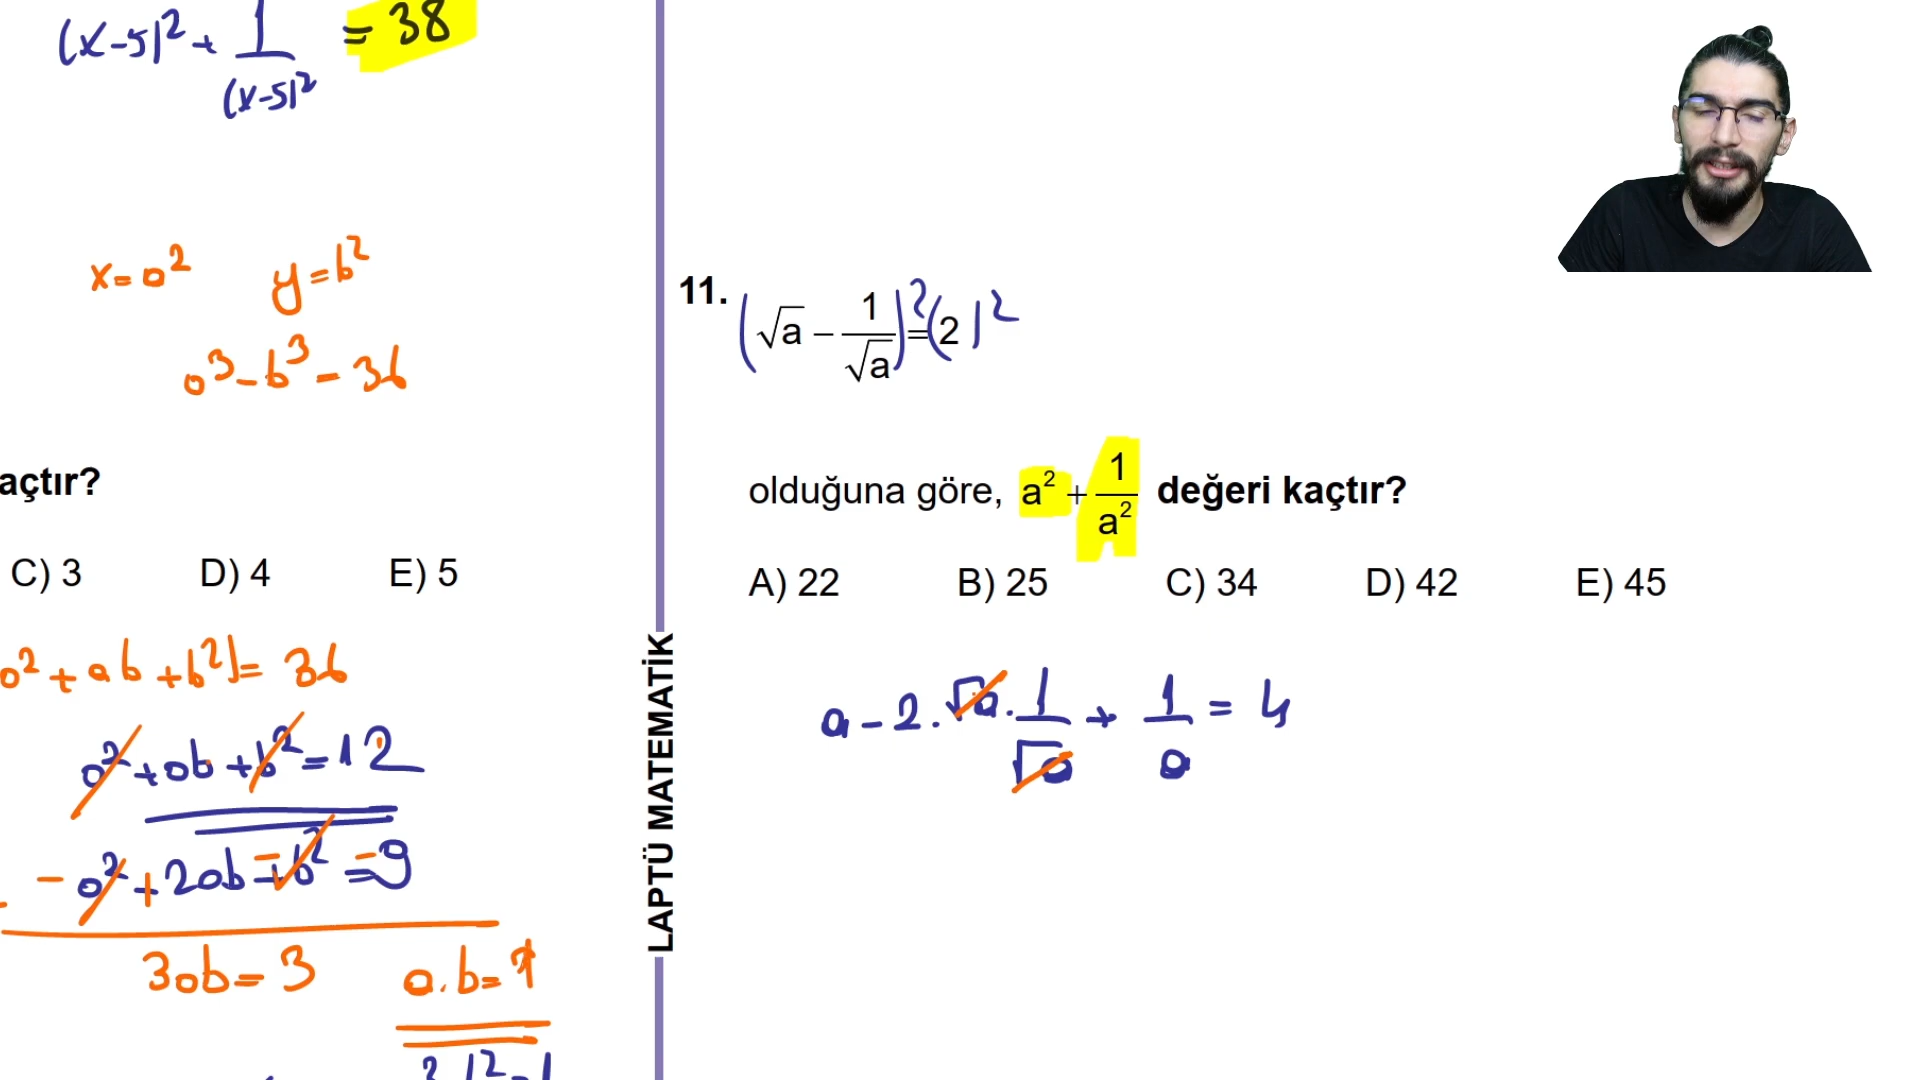 (x-5)² + 1/(x-5)² = 38
x = a² y = b²
a³ - b³ = 36
açtır?
C) 3 D) 4 E) 5
a² + ab + b²) = 36
a² + ab + b² = 12
- a² + 2ab - b² = -9
3ab = 3 a.b = 1
LAPTÜ MATEMATİK
11. (√a - 1/√a)² = (2)²
olduğuna göre, a² + 1/a² değeri kaçtır?
A) 22 B) 25 C) 34 D) 42 E) 45
a - 2.√a.1/√a + 1/a = 4